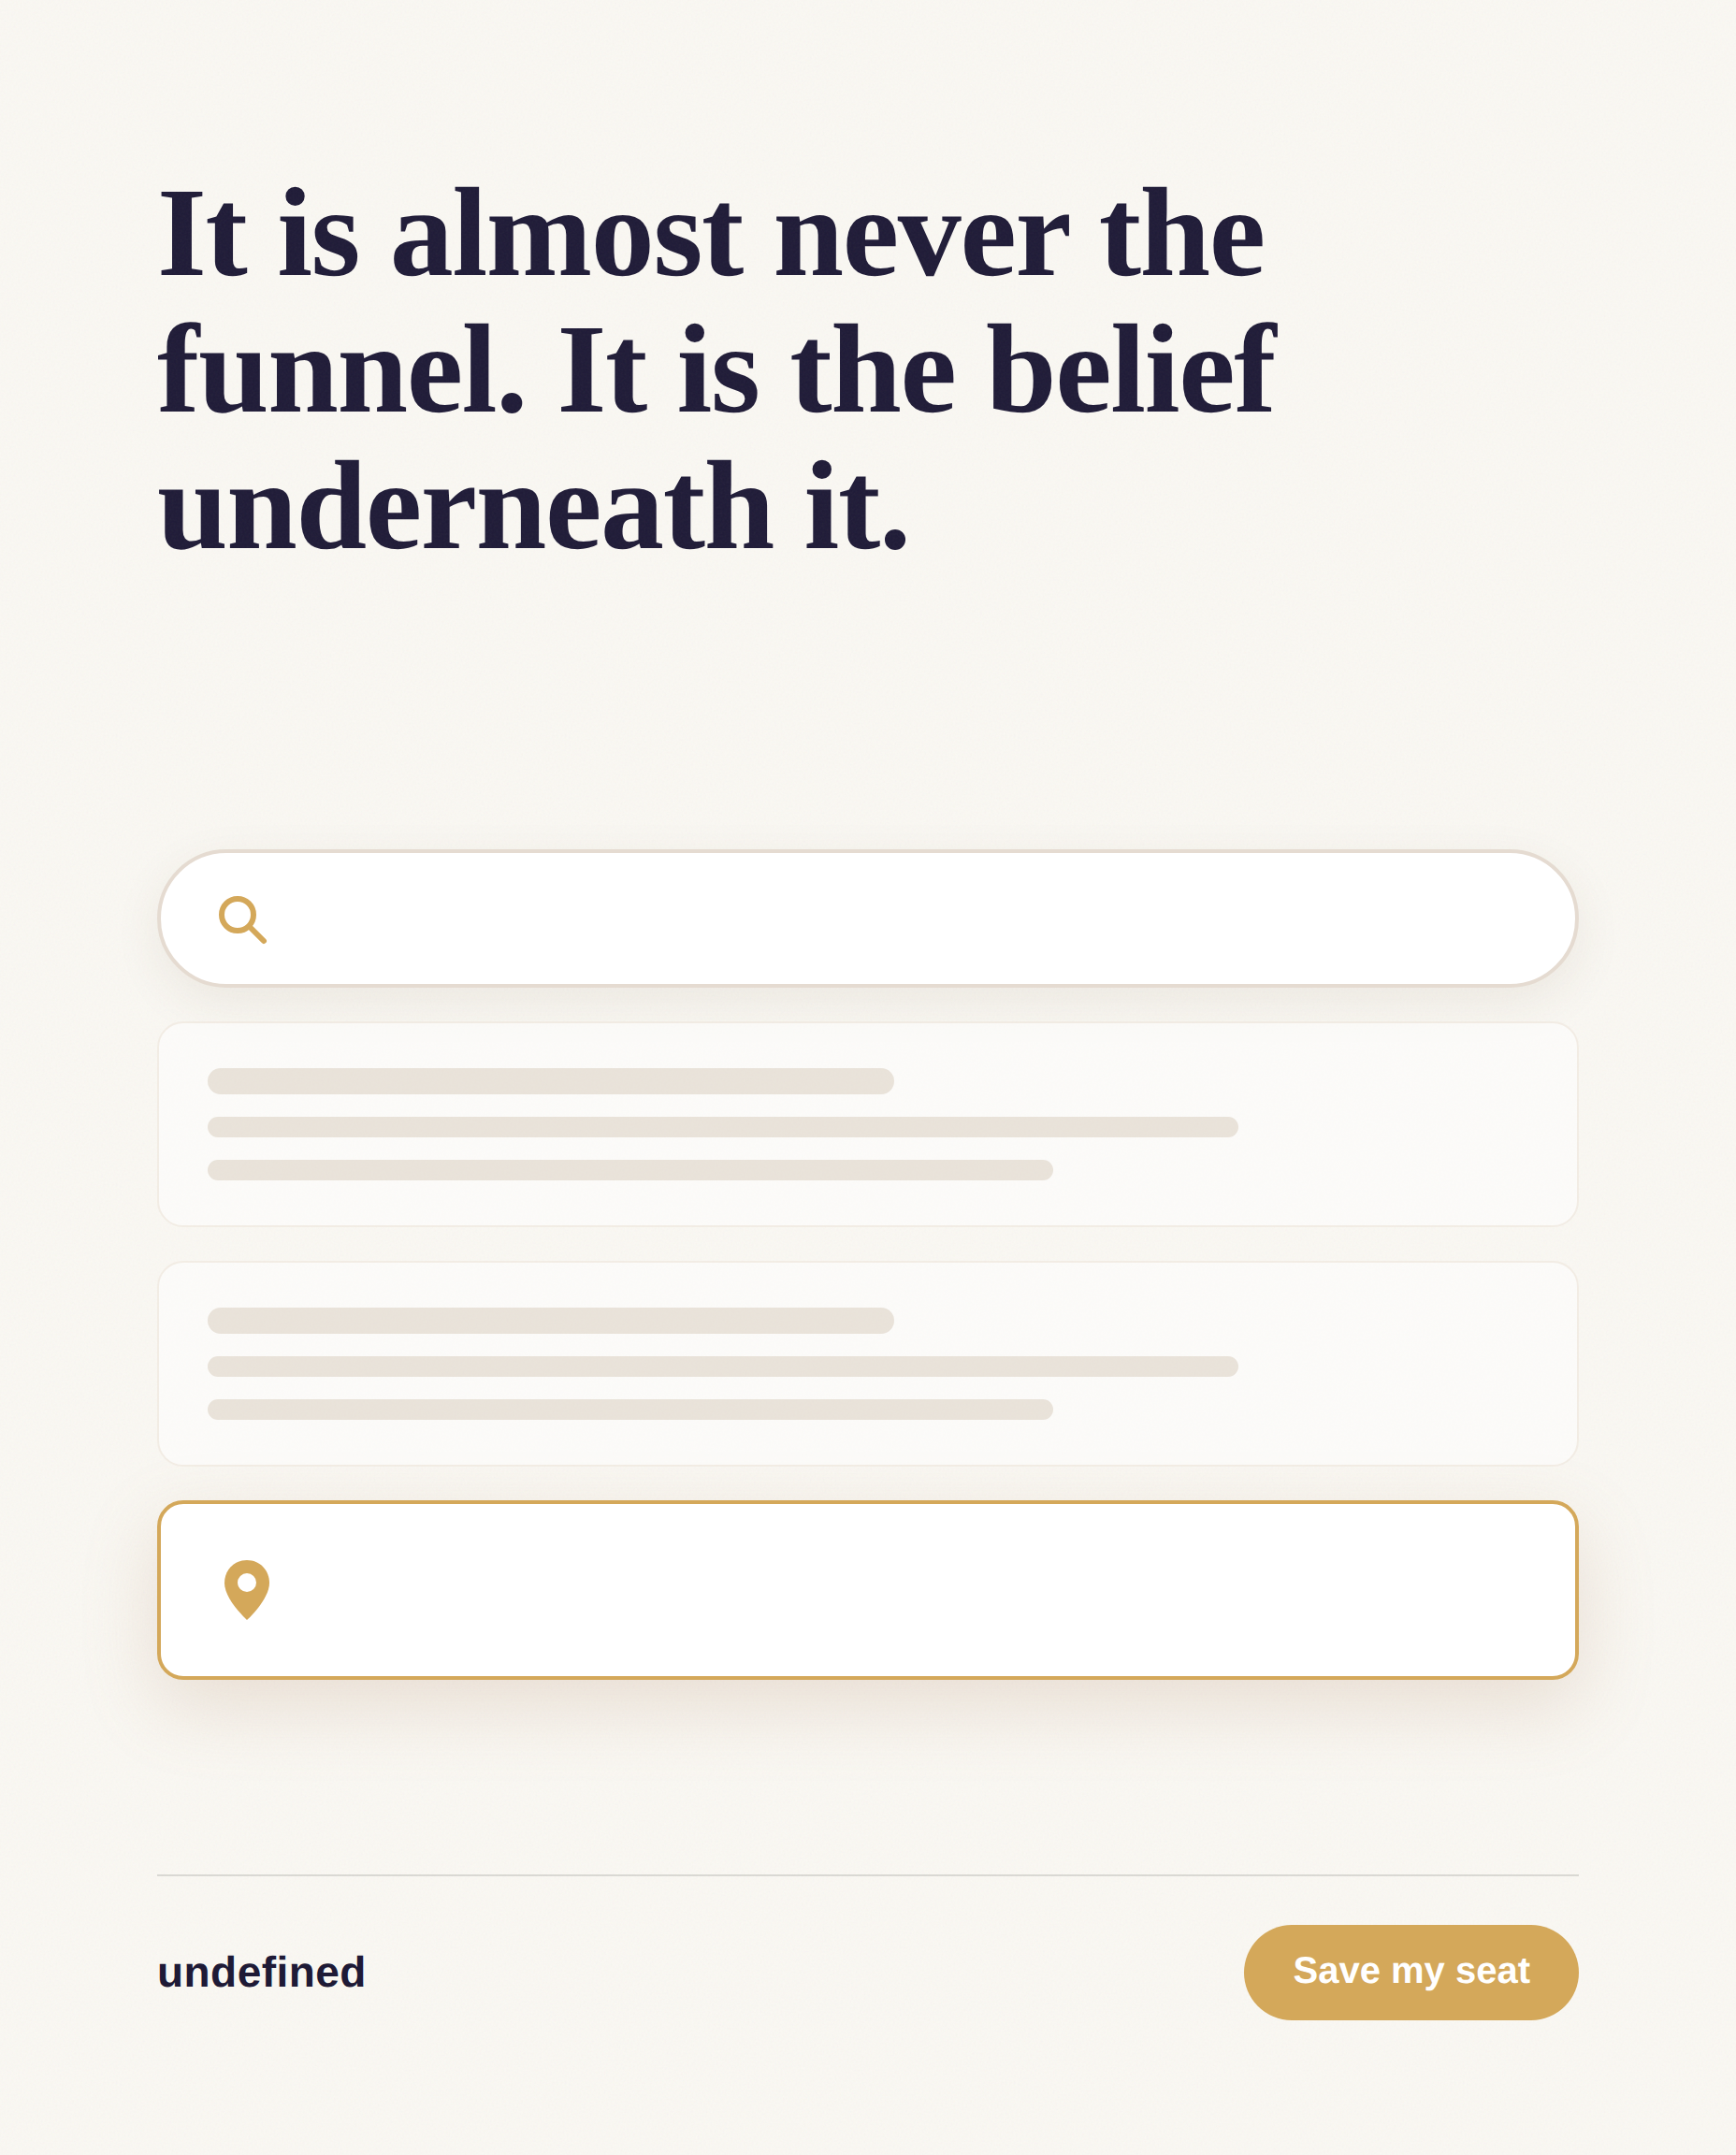 It is almost never the
funnel. It is the belief
underneath it.
undefined
Save my seat